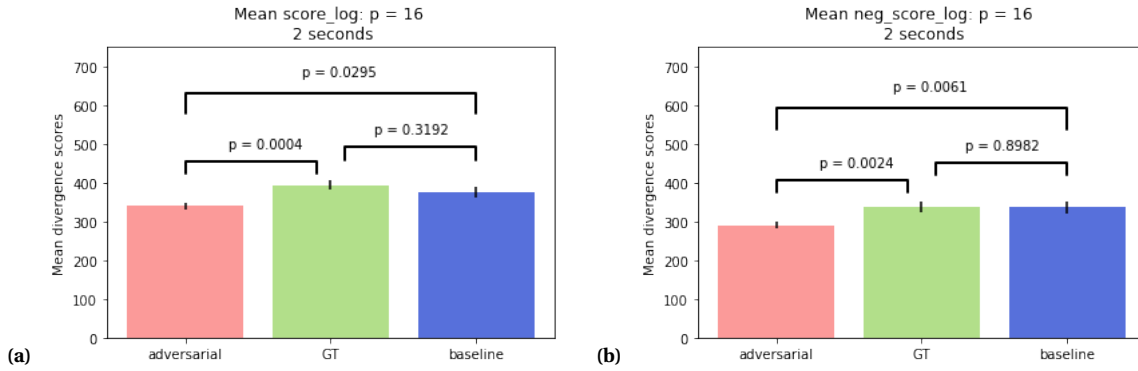 Mean score_log: p = 16
2 seconds
Mean divergence scores
700
600
500
400
300
200
100
0
p = 0.0295
p = 0.0004
p = 0.3192
adversarial GT baseline
(a)
Mean neg_score_log: p = 16
2 seconds
Mean divergence scores
700
600
500
400
300
200
100
0
p = 0.0061
p = 0.0024
p = 0.8982
adversarial GT baseline
(b)